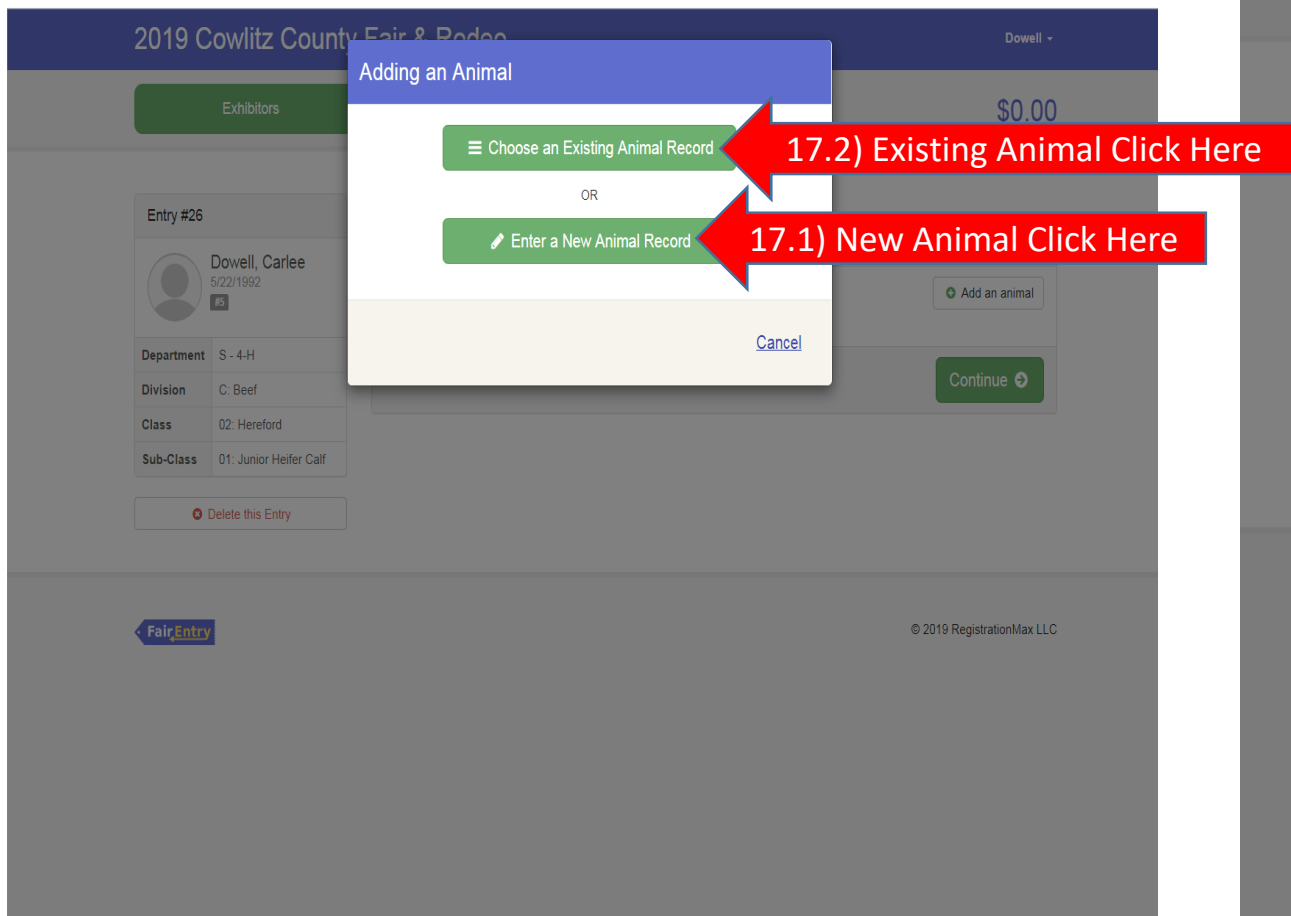 2019 Cowlitz County Fair & Rodeo
Dowell
Adding an Animal
Exhibitors
$0.00
Choose an Existing Animal Record
17.2) Existing Animal Click Here
OR
Enter a New Animal Record
17.1) New Animal Click Here
Entry #26
Dowell, Carlee
5/22/1992
#5
Add an animal
Cancel
Continue
Department S - 4-H
Division C: Beef
Class 02: Hereford
Sub-Class 01: Junior Heifer Calf
Delete this Entry
FairEntry
© 2019 RegistrationMax LLC